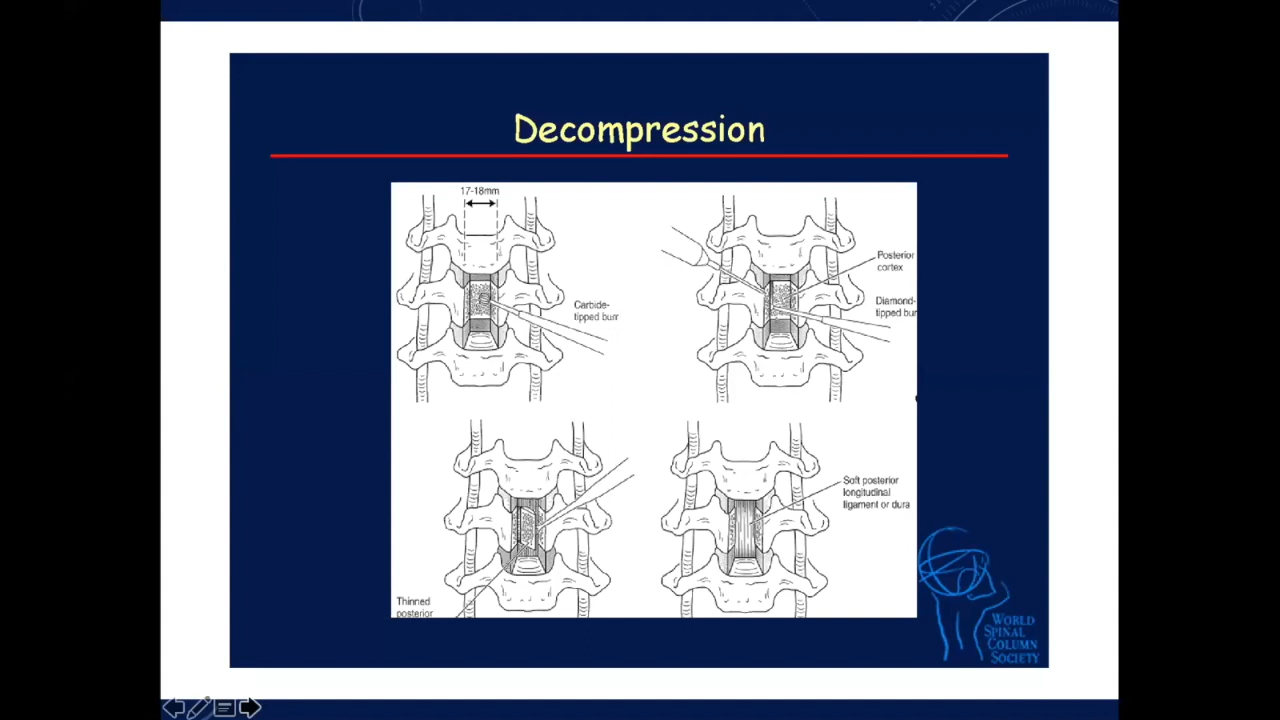 Decompression
17-18mm
Carbide-
tipped burr
Posterior
cortex
Diamond-
tipped bur
Soft posterior
longitudinal
ligament or dura
Thinned
posterior
WORLD
SPINAL
COLUMN
SOCIETY